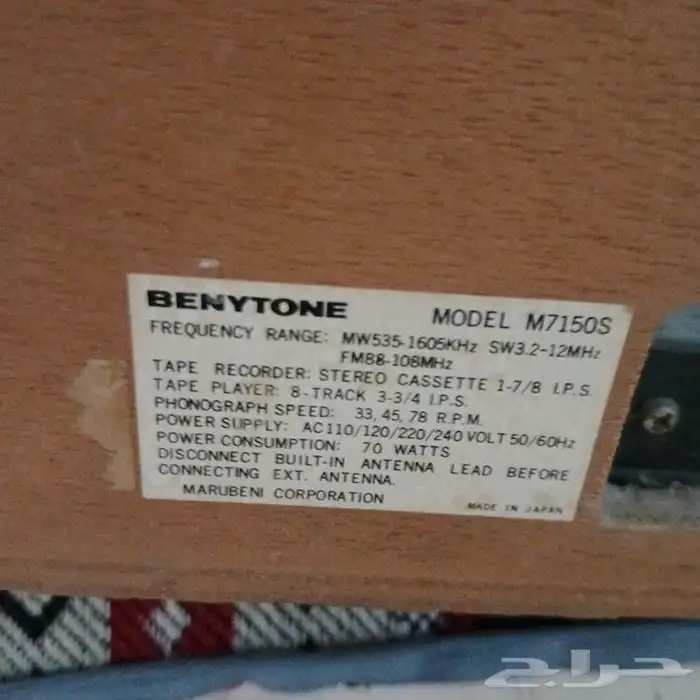 BENYTONE MODEL M7150S
FREQUENCY RANGE: MW535-1605KHz SW3.2-12MHz
FM88-108MHz
TAPE RECORDER: STEREO CASSETTE 1-7/8 I.P.S.
TAPE PLAYER: 8-TRACK 3-3/4 I.P.S.
PHONOGRAPH SPEED: 33, 45, 78 R.P.M.
POWER SUPPLY: AC110/120/220/240 VOLT 50/60Hz
POWER CONSUMPTION: 70 WATTS
DISCONNECT BUILT-IN ANTENNA LEAD BEFORE
CONNECTING EXT. ANTENNA.
MARUBENI CORPORATION MADE IN JAPAN
حراج